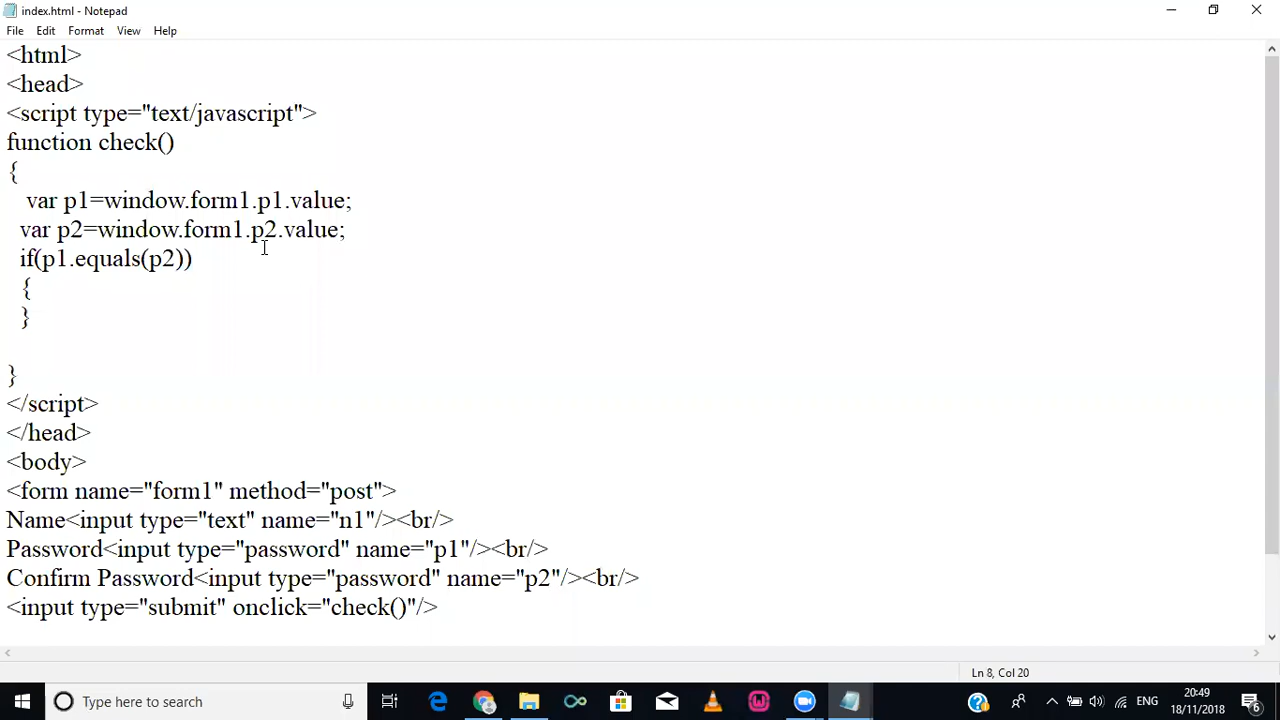 index.html - Notepad
File Edit Format View Help
<html>
<head>
<script type="text/javascript">
function check()
{
var p1=window.form1.p1.value;
var p2=window.form1.p2.value;
if(p1.equals(p2))
{
}
}
</script>
</head>
<body>
<form name="form1" method="post">
Name<input type="text" name="n1"/><br/>
Password<input type="password" name="p1"/><br/>
Confirm Password<input type="password" name="p2"/><br/>
<input type="submit" onclick="check()"/>
Ln 8, Col 20
Type here to search
ENG
20:49
18/11/2018
6